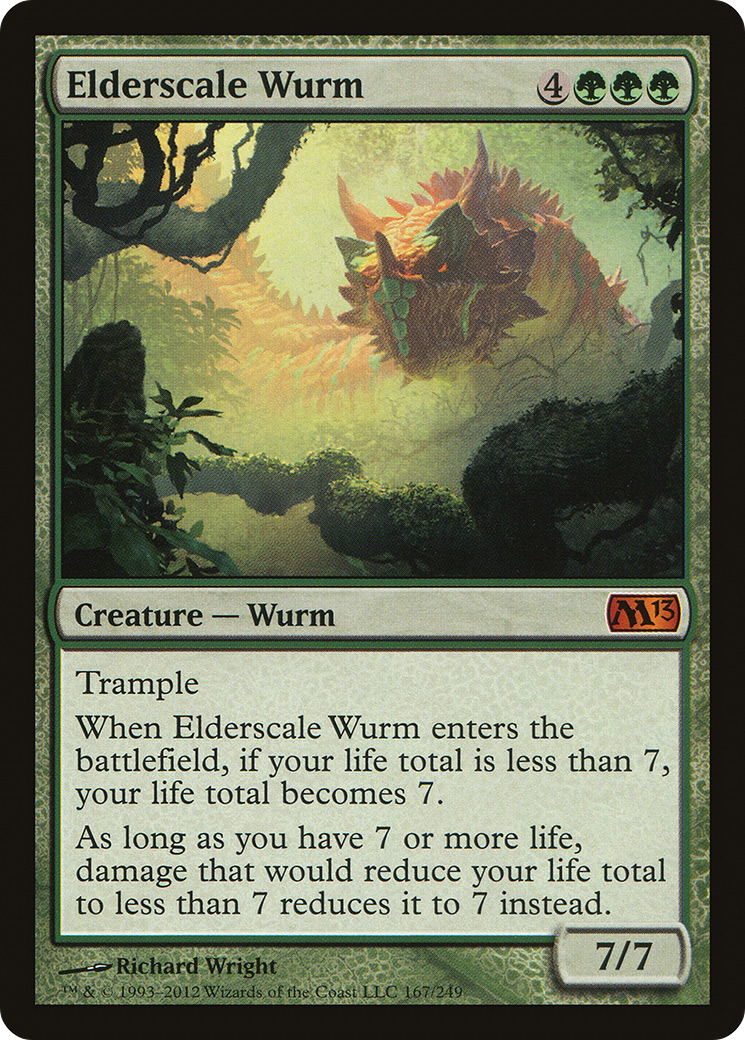 Elderscale Wurm 4
Creature — Wurm M13
Trample
When Elderscale Wurm enters the
battlefield, if your life total is less than 7,
your life total becomes 7.
As long as you have 7 or more life,
damage that would reduce your life total
to less than 7 reduces it to 7 instead.
7/7
Richard Wright
™ & © 1993–2012 Wizards of the Coast LLC 167/249